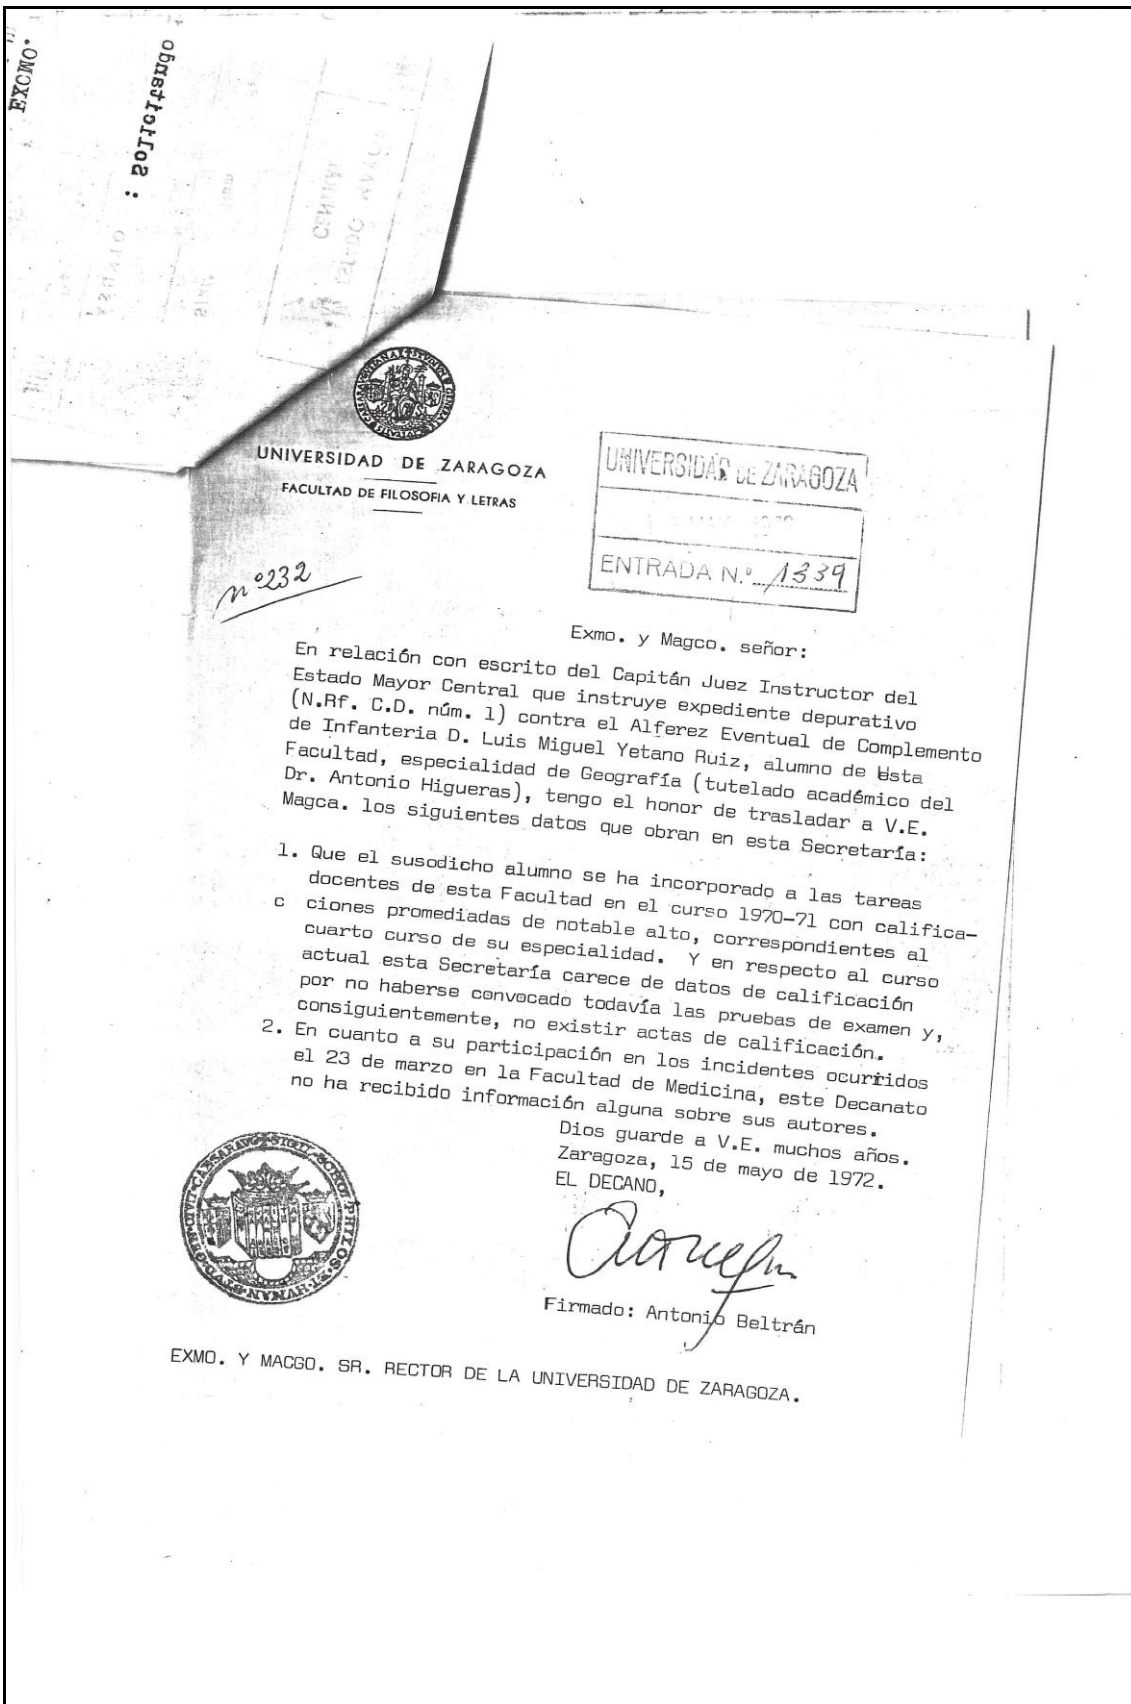 EXCMO.
: Solicitando
ASUNTO
ESTADO MAYOR
CENTRAL
UNIVERSIDAD DE ZARAGOZA
FACULTAD DE FILOSOFIA Y LETRAS
UNIVERSIDAD DE ZARAGOZA
ENTRADA N.º 1339
nº 232
Exmo. y Magco. señor:
En relación con escrito del Capitán Juez Instructor del
Estado Mayor Central que instruye expediente depurativo
(N.Rf. C.D. núm. 1) contra el Alferez Eventual de Complemento
de Infanteria D. Luis Miguel Yetano Ruiz, alumno de esta
Facultad, especialidad de Geografía (tutelado académico del
Dr. Antonio Higueras), tengo el honor de trasladar a V.E.
Magca. los siguientes datos que obran en esta Secretaría:
1. Que el susodicho alumno se ha incorporado a las tareas
docentes de esta Facultad en el curso 1970-71 con califica-
c ciones promediadas de notable alto, correspondientes al
cuarto curso de su especialidad. Y en respecto al curso
actual esta Secretaría carece de datos de calificación
por no haberse convocado todavía las pruebas de examen y,
consiguientemente, no existir actas de calificación.
2. En cuanto a su participación en los incidentes ocurridos
el 23 de marzo en la Facultad de Medicina, este Decanato
no ha recibido información alguna sobre sus autores.
Dios guarde a V.E. muchos años.
Zaragoza, 15 de mayo de 1972.
EL DECANO,
Firmado: Antonio Beltrán
EXMO. Y MACGO. SR. RECTOR DE LA UNIVERSIDAD DE ZARAGOZA.